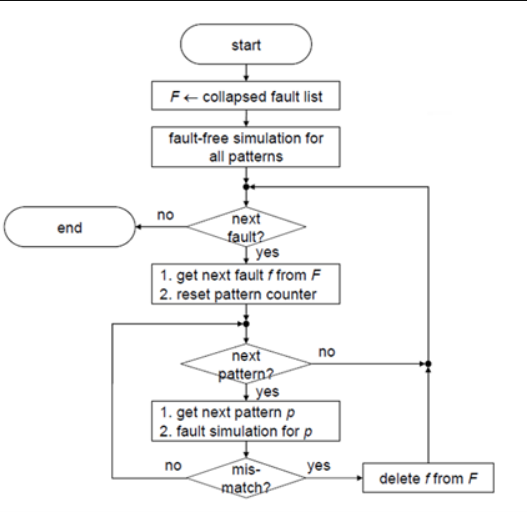 start
F ← collapsed fault list
fault-free simulation for
all patterns
no
next
fault?
end
yes
1. get next fault f from F
2. reset pattern counter
next
pattern?
no
yes
1. get next pattern p
2. fault simulation for p
no
mis-
match?
yes
delete f from F